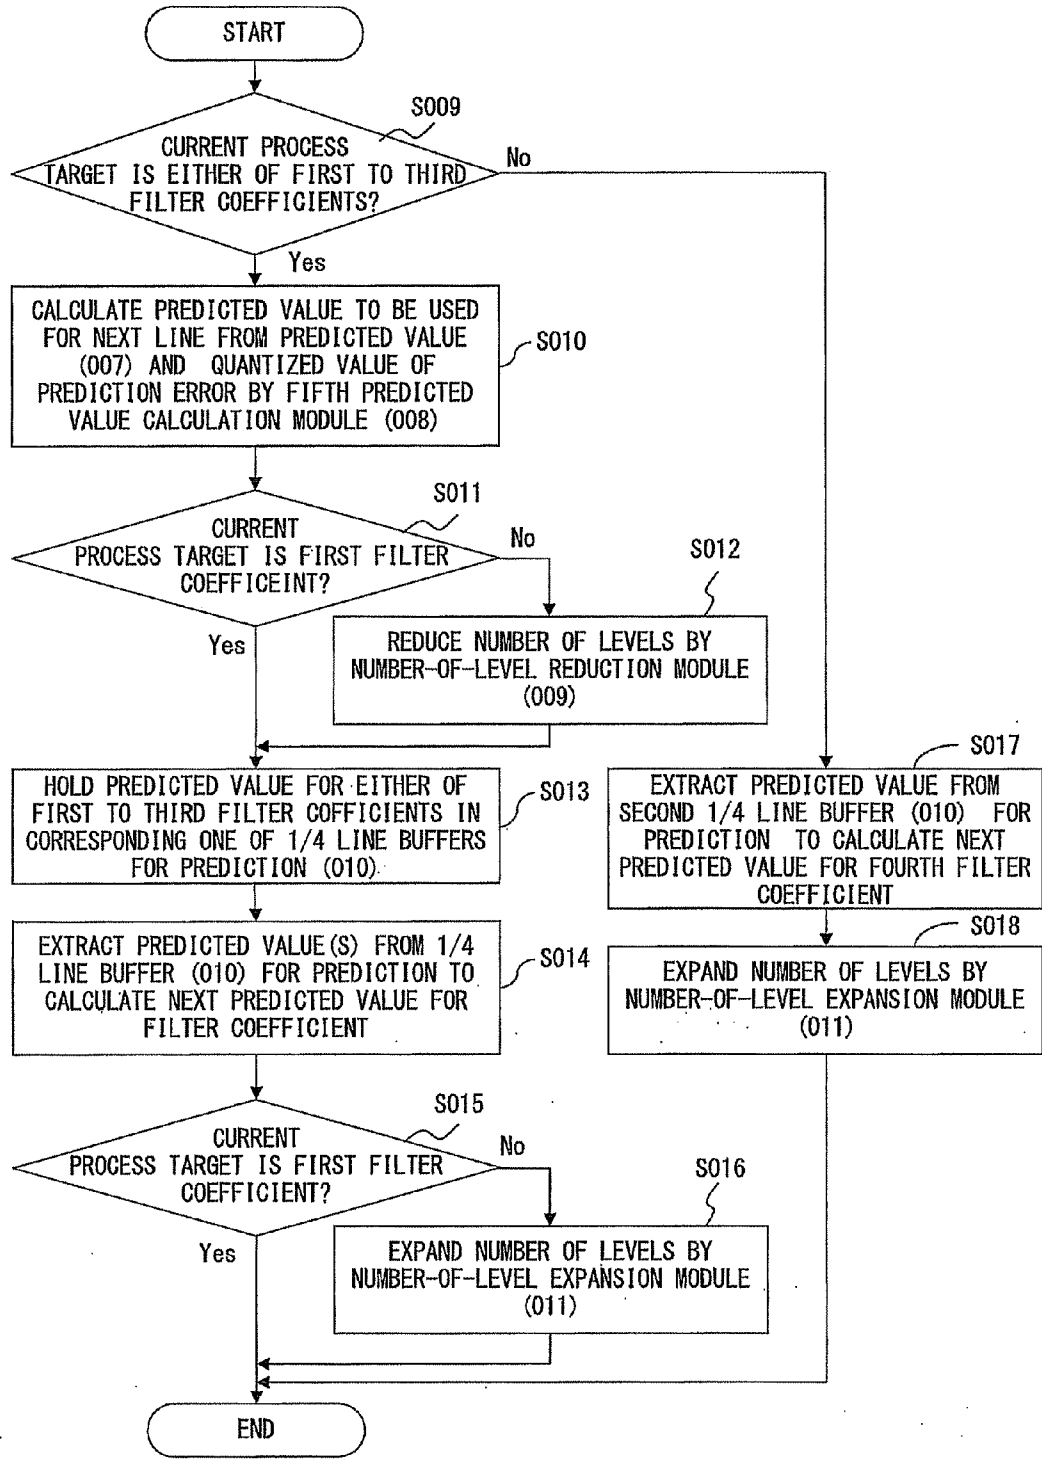 START
S009
CURRENT PROCESS
TARGET IS EITHER OF FIRST TO THIRD
FILTER COEFFICIENTS?
No
Yes
CALCULATE PREDICTED VALUE TO BE USED
FOR NEXT LINE FROM PREDICTED VALUE
(007) AND QUANTIZED VALUE OF
PREDICTION ERROR BY FIFTH PREDICTED
VALUE CALCULATION MODULE (008)
S010
S011
CURRENT
PROCESS TARGET IS FIRST FILTER
COEFFICEINT?
No
Yes
S012
REDUCE NUMBER OF LEVELS BY
NUMBER-OF-LEVEL REDUCTION MODULE
(009)
HOLD PREDICTED VALUE FOR EITHER OF
FIRST TO THIRD FILTER COFFICIENTS IN
CORRESPONDING ONE OF 1/4 LINE BUFFERS
FOR PREDICTION (010)
S013
S017
EXTRACT PREDICTED VALUE FROM
SECOND 1/4 LINE BUFFER (010) FOR
PREDICTION TO CALCULATE NEXT
PREDICTED VALUE FOR FOURTH FILTER
COEFFICIENT
EXTRACT PREDICTED VALUE(S) FROM 1/4
LINE BUFFER (010) FOR PREDICTION TO
CALCULATE NEXT PREDICTED VALUE FOR
FILTER COEFFICIENT
S014
S018
EXPAND NUMBER OF LEVELS BY
NUMBER-OF-LEVEL EXPANSION MODULE
(011)
S015
CURRENT
PROCESS TARGET IS FIRST FILTER
COEFFICIENT?
No
Yes
S016
EXPAND NUMBER OF LEVELS BY
NUMBER-OF-LEVEL EXPANSION MODULE
(011)
END